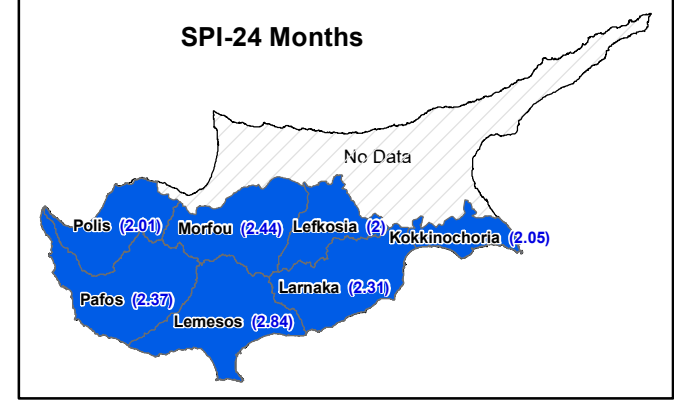 SPI-24 Months
No Data
Polis (2.01)
Morfou (2.44)
Lefkosia (2)
Kokkinochoria (2.05)
Pafos (2.37)
Larnaka (2.31)
Lemesos (2.84)